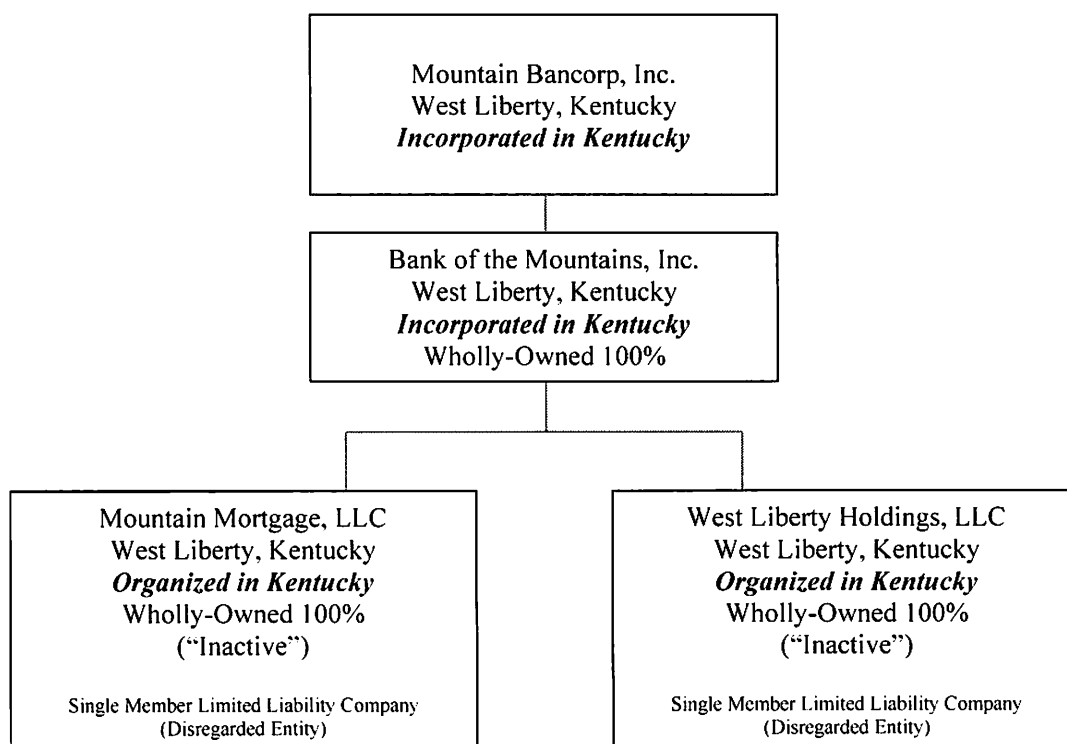 Mountain Bancorp, Inc.
West Liberty, Kentucky
Incorporated in Kentucky
Bank of the Mountains, Inc.
West Liberty, Kentucky
Incorporated in Kentucky
Wholly-Owned 100%
Mountain Mortgage, LLC
West Liberty, Kentucky
Organized in Kentucky
Wholly-Owned 100%
(“Inactive”)
Single Member Limited Liability Company
(Disregarded Entity)
West Liberty Holdings, LLC
West Liberty, Kentucky
Organized in Kentucky
Wholly-Owned 100%
(“Inactive”)
Single Member Limited Liability Company
(Disregarded Entity)